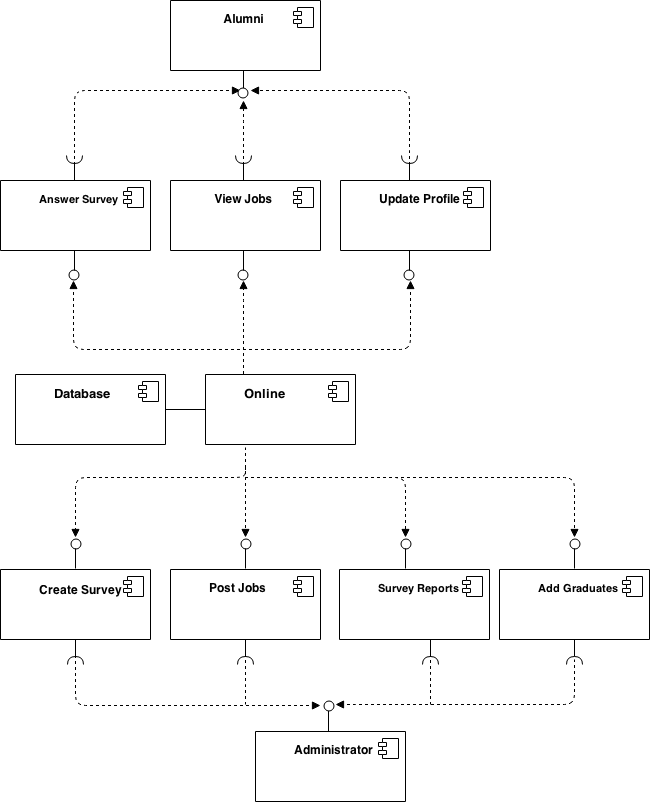 Alumni
Answer Survey
View Jobs
Update Profile
Database
Online
Create Survey
Post Jobs
Survey Reports
Add Graduates
Administrator